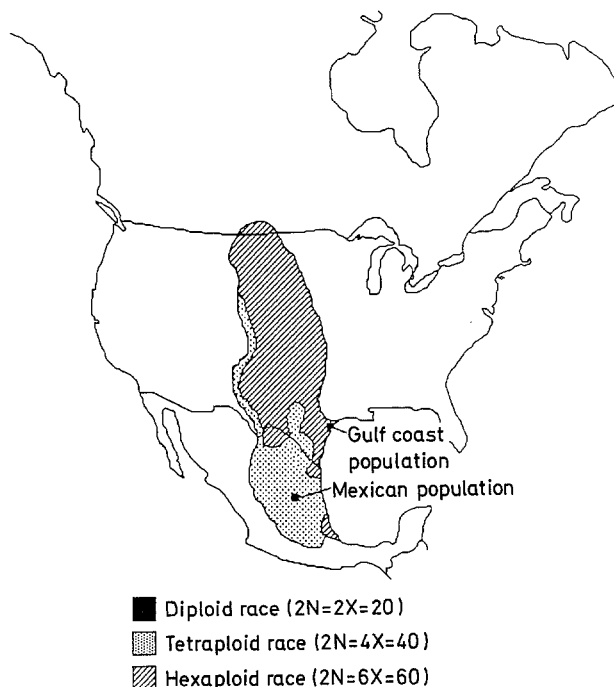 Gulf coast
population
Mexican population
Diploid race (2N=2X=20)
Tetraploid race (2N=4X=40)
Hexaploid race (2N=6X=60)